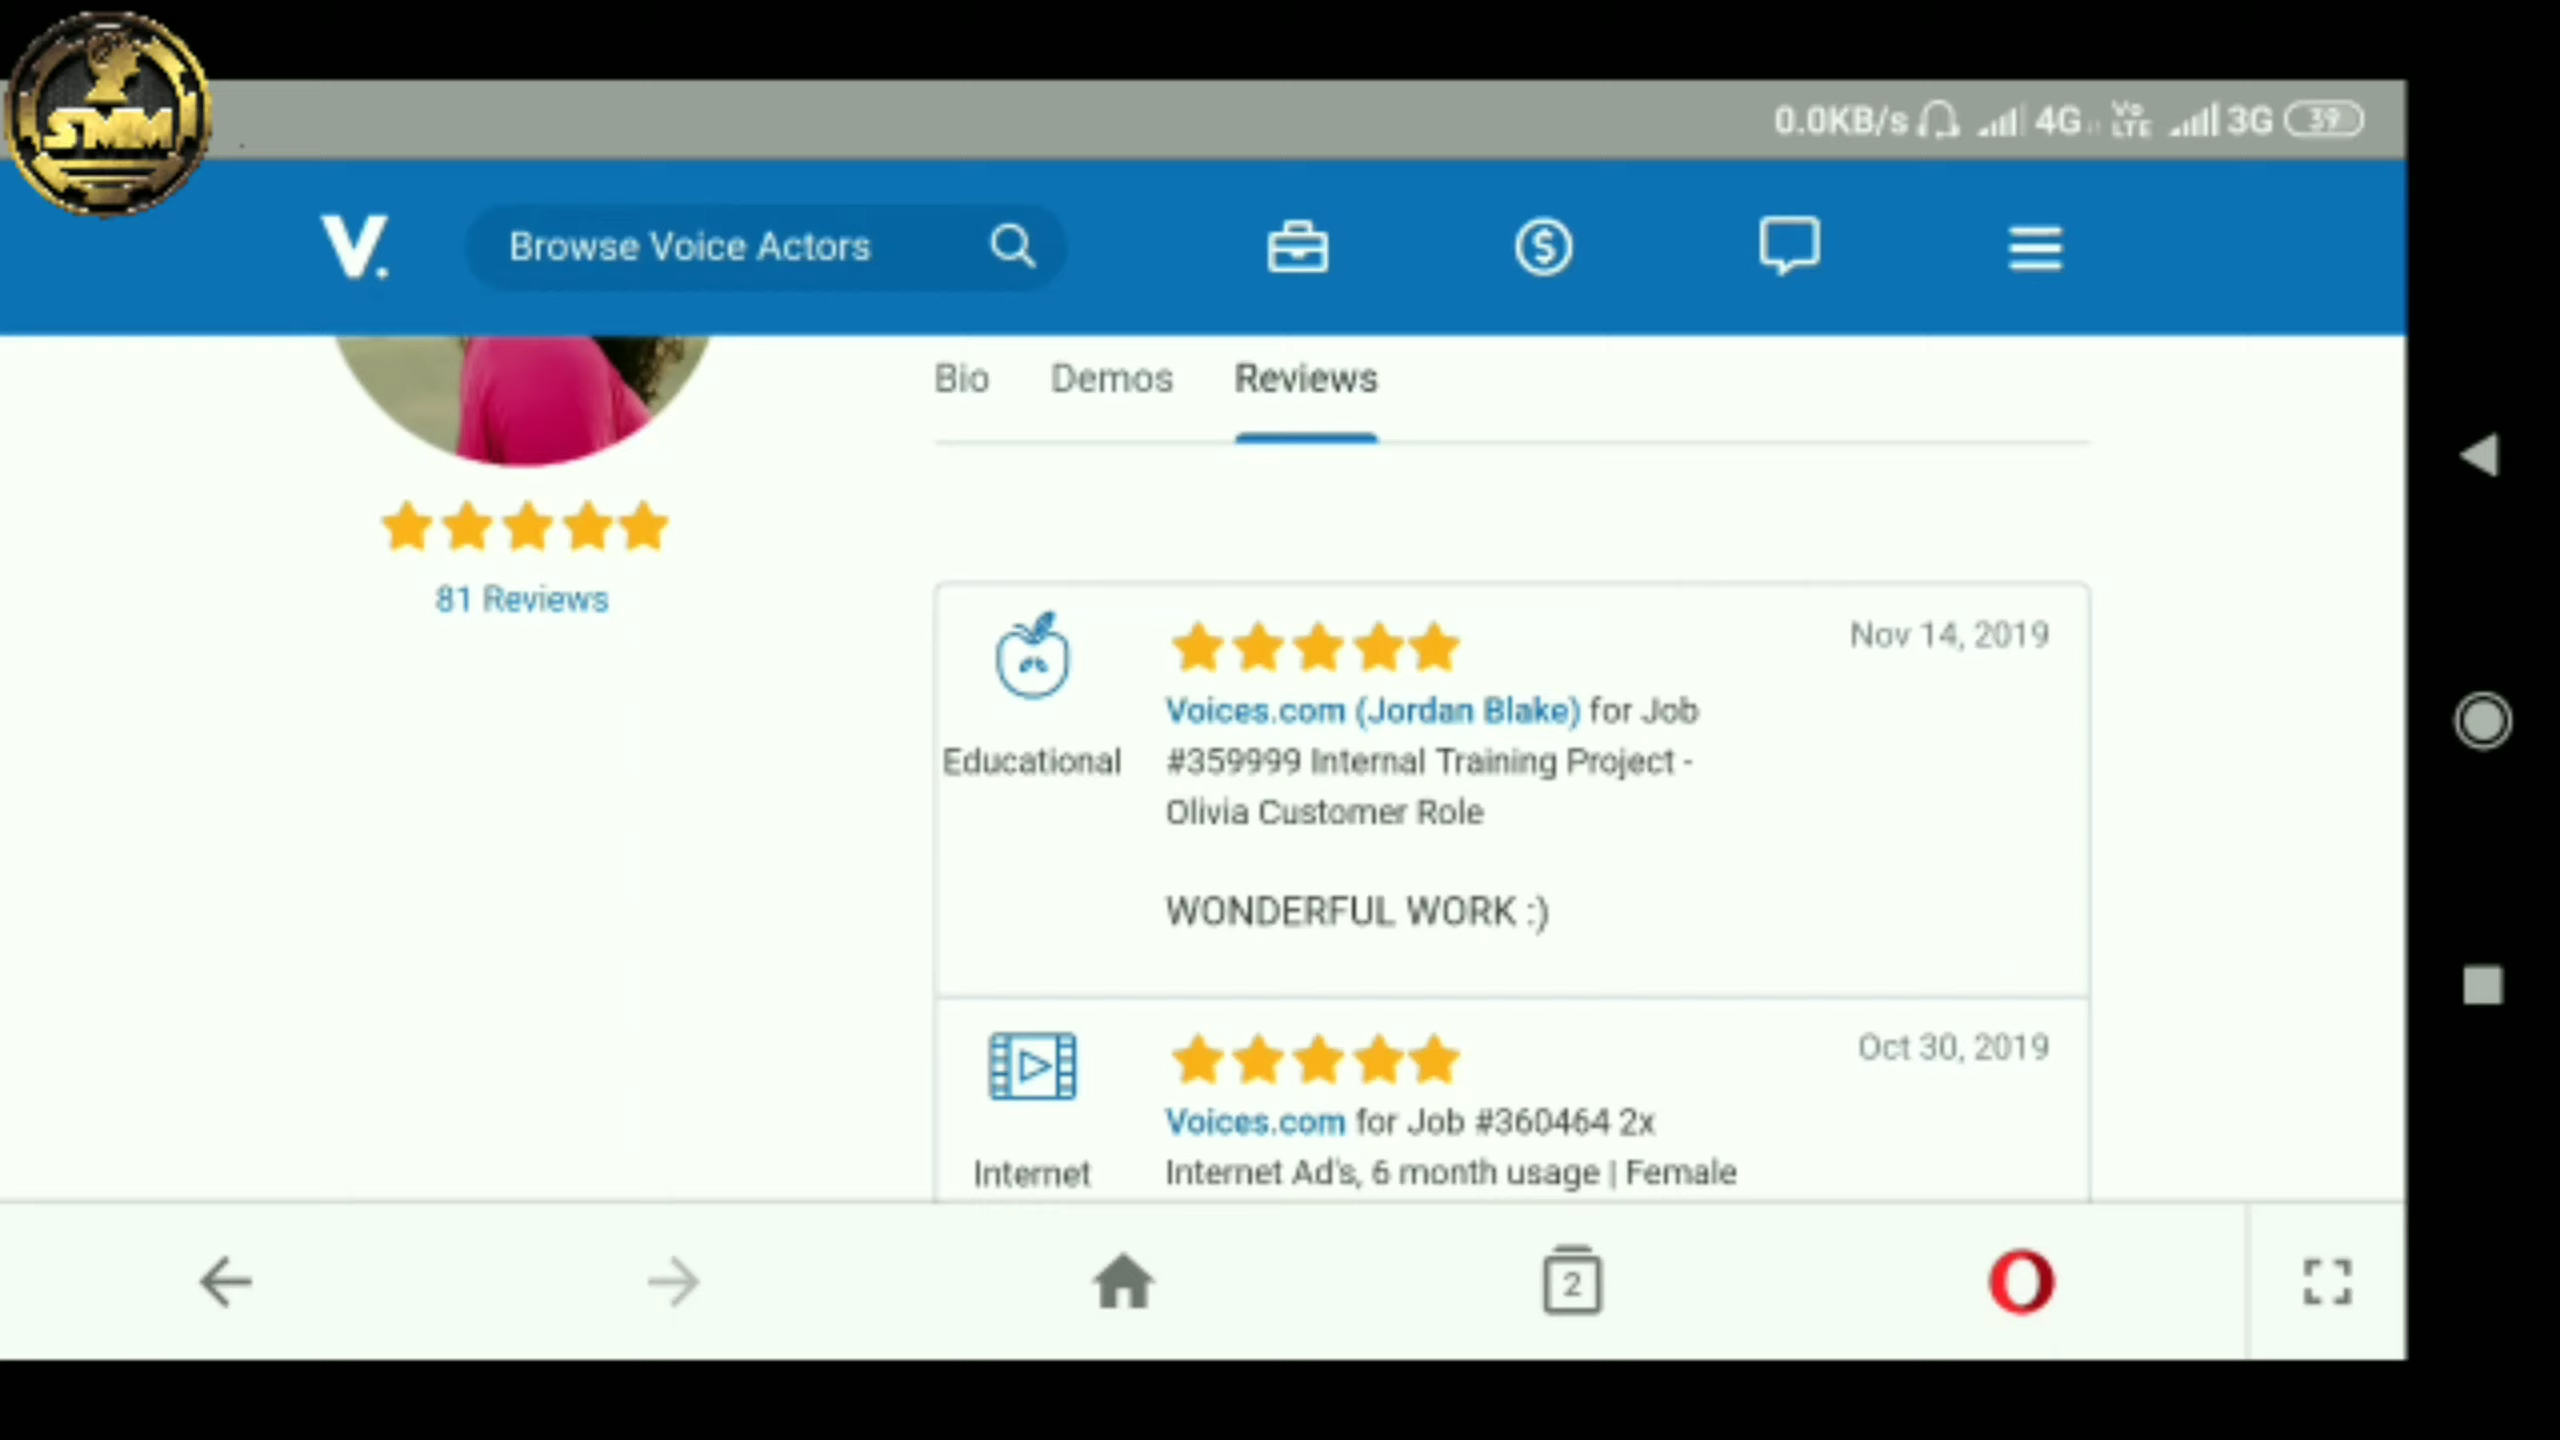 SMM
0.0KB/s 4G Vo LTE 3G 39
V. Browse Voice Actors
Bio Demos Reviews
81 Reviews
Nov 14, 2019
Voices.com (Jordan Blake) for Job
Educational #359999 Internal Training Project -
Olivia Customer Role
WONDERFUL WORK :)
Oct 30, 2019
Voices.com for Job #360464 2x
Internet Internet Ad's, 6 month usage | Female
2